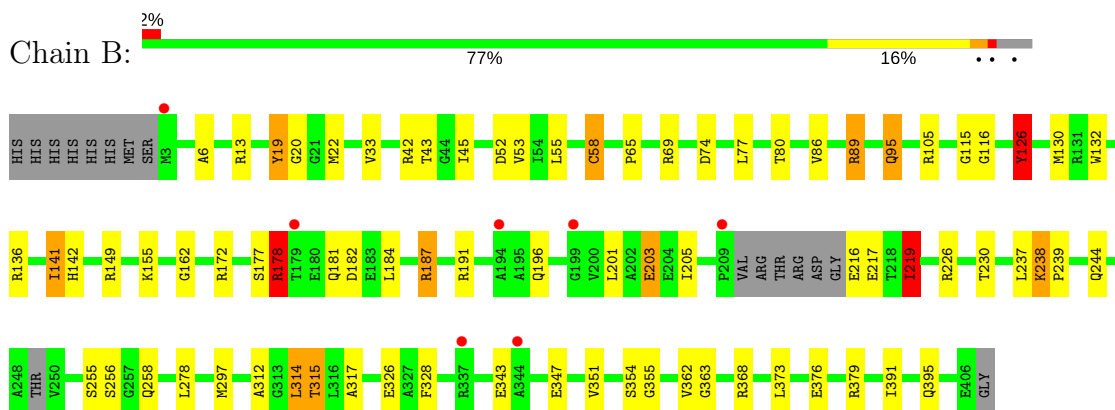 2%
Chain B:
77% 16% • • •
HIS HIS HIS HIS HIS HIS MET SER M3 A6 R13 Y19 G20 G21 M22 V33 R42 T43 G44 I45 D52 V53 I54 L55 C58 P65 R69 D74 L77 T80 V86 R89 Q95 R105 G115 G116 Y126 M130 R131 W132
R136 I141 H142 R149 K155 G162 R172 S177 R178 T179 E180 Q181 D182 E183 L184 R187 R191 A194 A195 Q196 G199 V200 L201 A202 E203 E204 I205 P209 VAL ARG THR ARG ASP GLY E216 E217 T218 I219 R226 T230 L237 K238 P239 Q244
A248 THR V250 S255 S256 G257 Q258 L278 M297 A312 G313 L314 T315 L316 A317 E326 A327 F328 R337 E343 A344 E347 V351 S354 G355 V362 G363 R368 L373 E376 R379 I391 Q395 E406 GLY